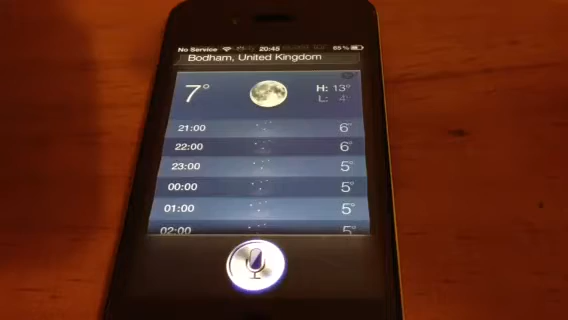 No Service 20:45 65%
Bodham, United Kingdom
7° H: 13°
L: 4°
21:00 6°
22:00 6°
23:00 5°
00:00 5°
01:00 5°
02:00 5°